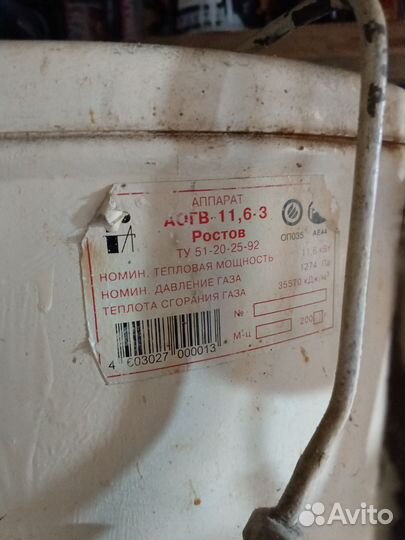 АППАРАТ
АОГВ-11,6-3
Ростов
ТУ 51-20-25-92
ОП035 АЕ44
НОМИН. ТЕПЛОВАЯ МОЩНОСТЬ 11,6 кВт
НОМИН. ДАВЛЕНИЕ ГАЗА 1274 Па
ТЕПЛОТА СГОРАНИЯ ГАЗА 35570 кДж/м³
№
М-ц 200
4 603027 000013
Avito